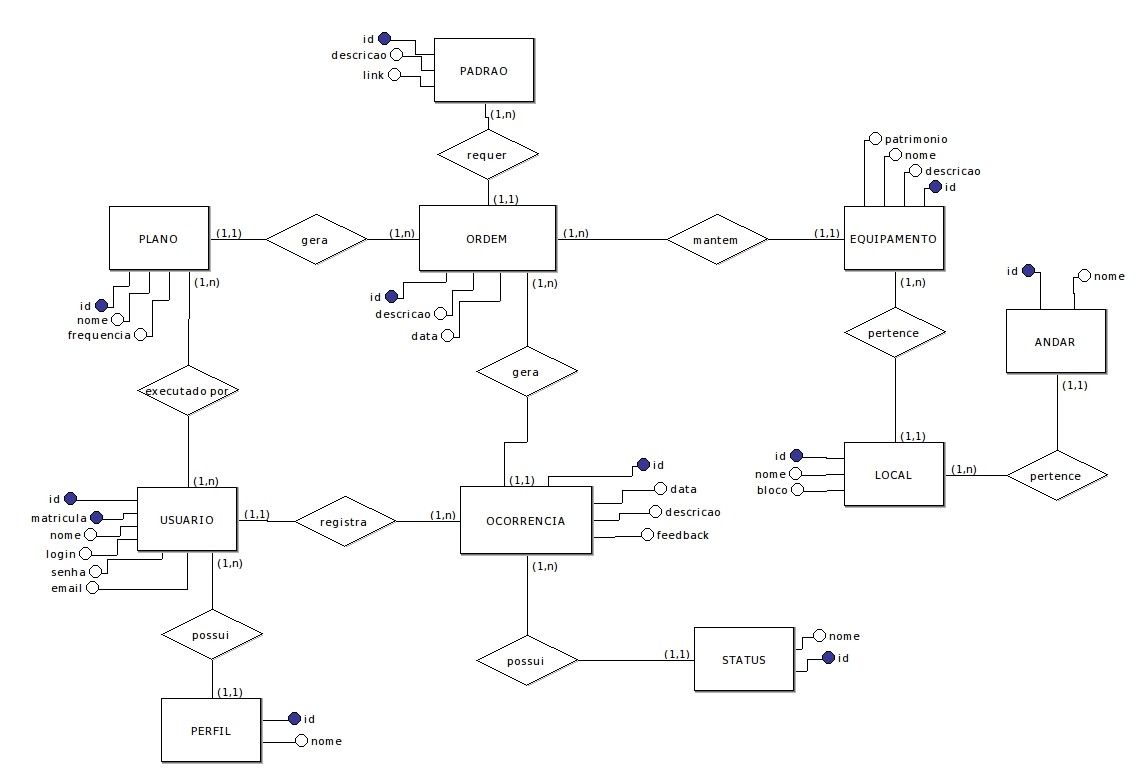 id
descricao
link
PADRAO
(1,n)
requer
(1,1)
patrimonio
nome
descricao
id
PLANO
(1,1)
gera
(1,n)
ORDEM
(1,n)
mantem
(1,1)
EQUIPAMENTO
(1,n)
id
nome
frequencia
id
descricao
data
(1,n)
(1,n)
id
nome
ANDAR
(1,1)
pertence
executado por
gera
(1,n)
(1,1)
(1,1)
id
nome
bloco
LOCAL
(1,n)
pertence
id
matricula
nome
login
senha
email
USUARIO
(1,1)
registra
(1,n)
OCORRENCIA
id
data
descricao
feedback
(1,n)
(1,n)
possui
possui
(1,1)
STATUS
nome
id
(1,1)
PERFIL
id
nome